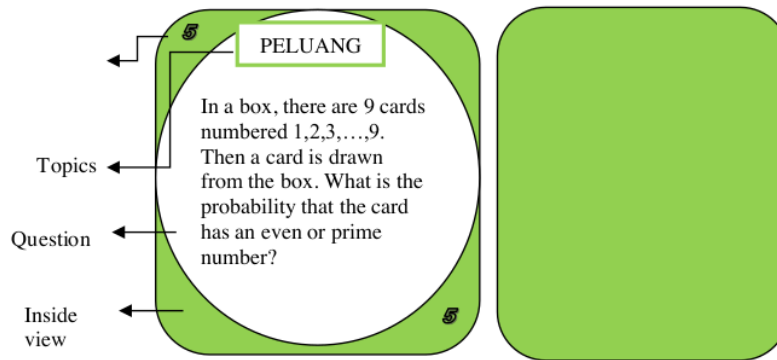 5
PELUANG
In a box, there are 9 cards
numbered 1,2,3,…,9.
Then a card is drawn
from the box. What is the
probability that the card
has an even or prime
number?
5
Topics
Question
Inside
view